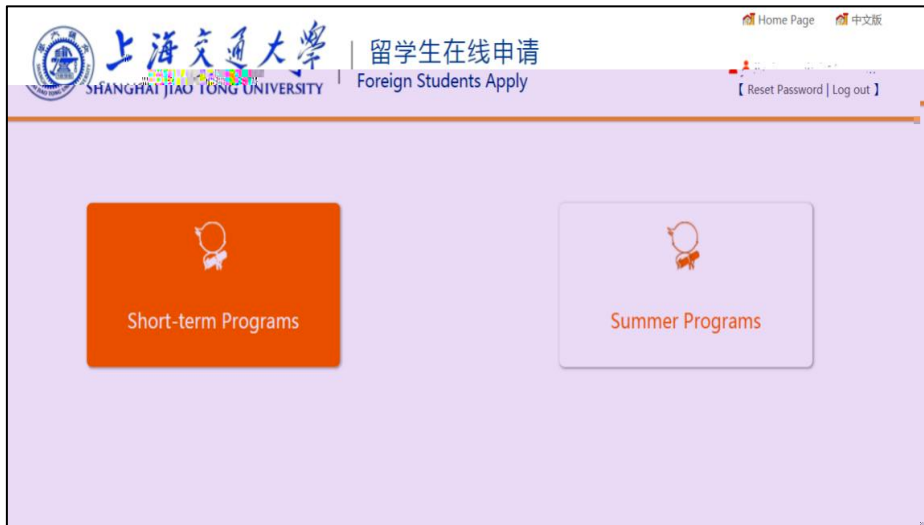 Home Page 中文版
上海交通大學 | 留学生在线申请
SHANGHAI JIAO TONG UNIVERSITY | Foreign Students Apply
【 Reset Password | Log out 】
Short-term Programs
Summer Programs